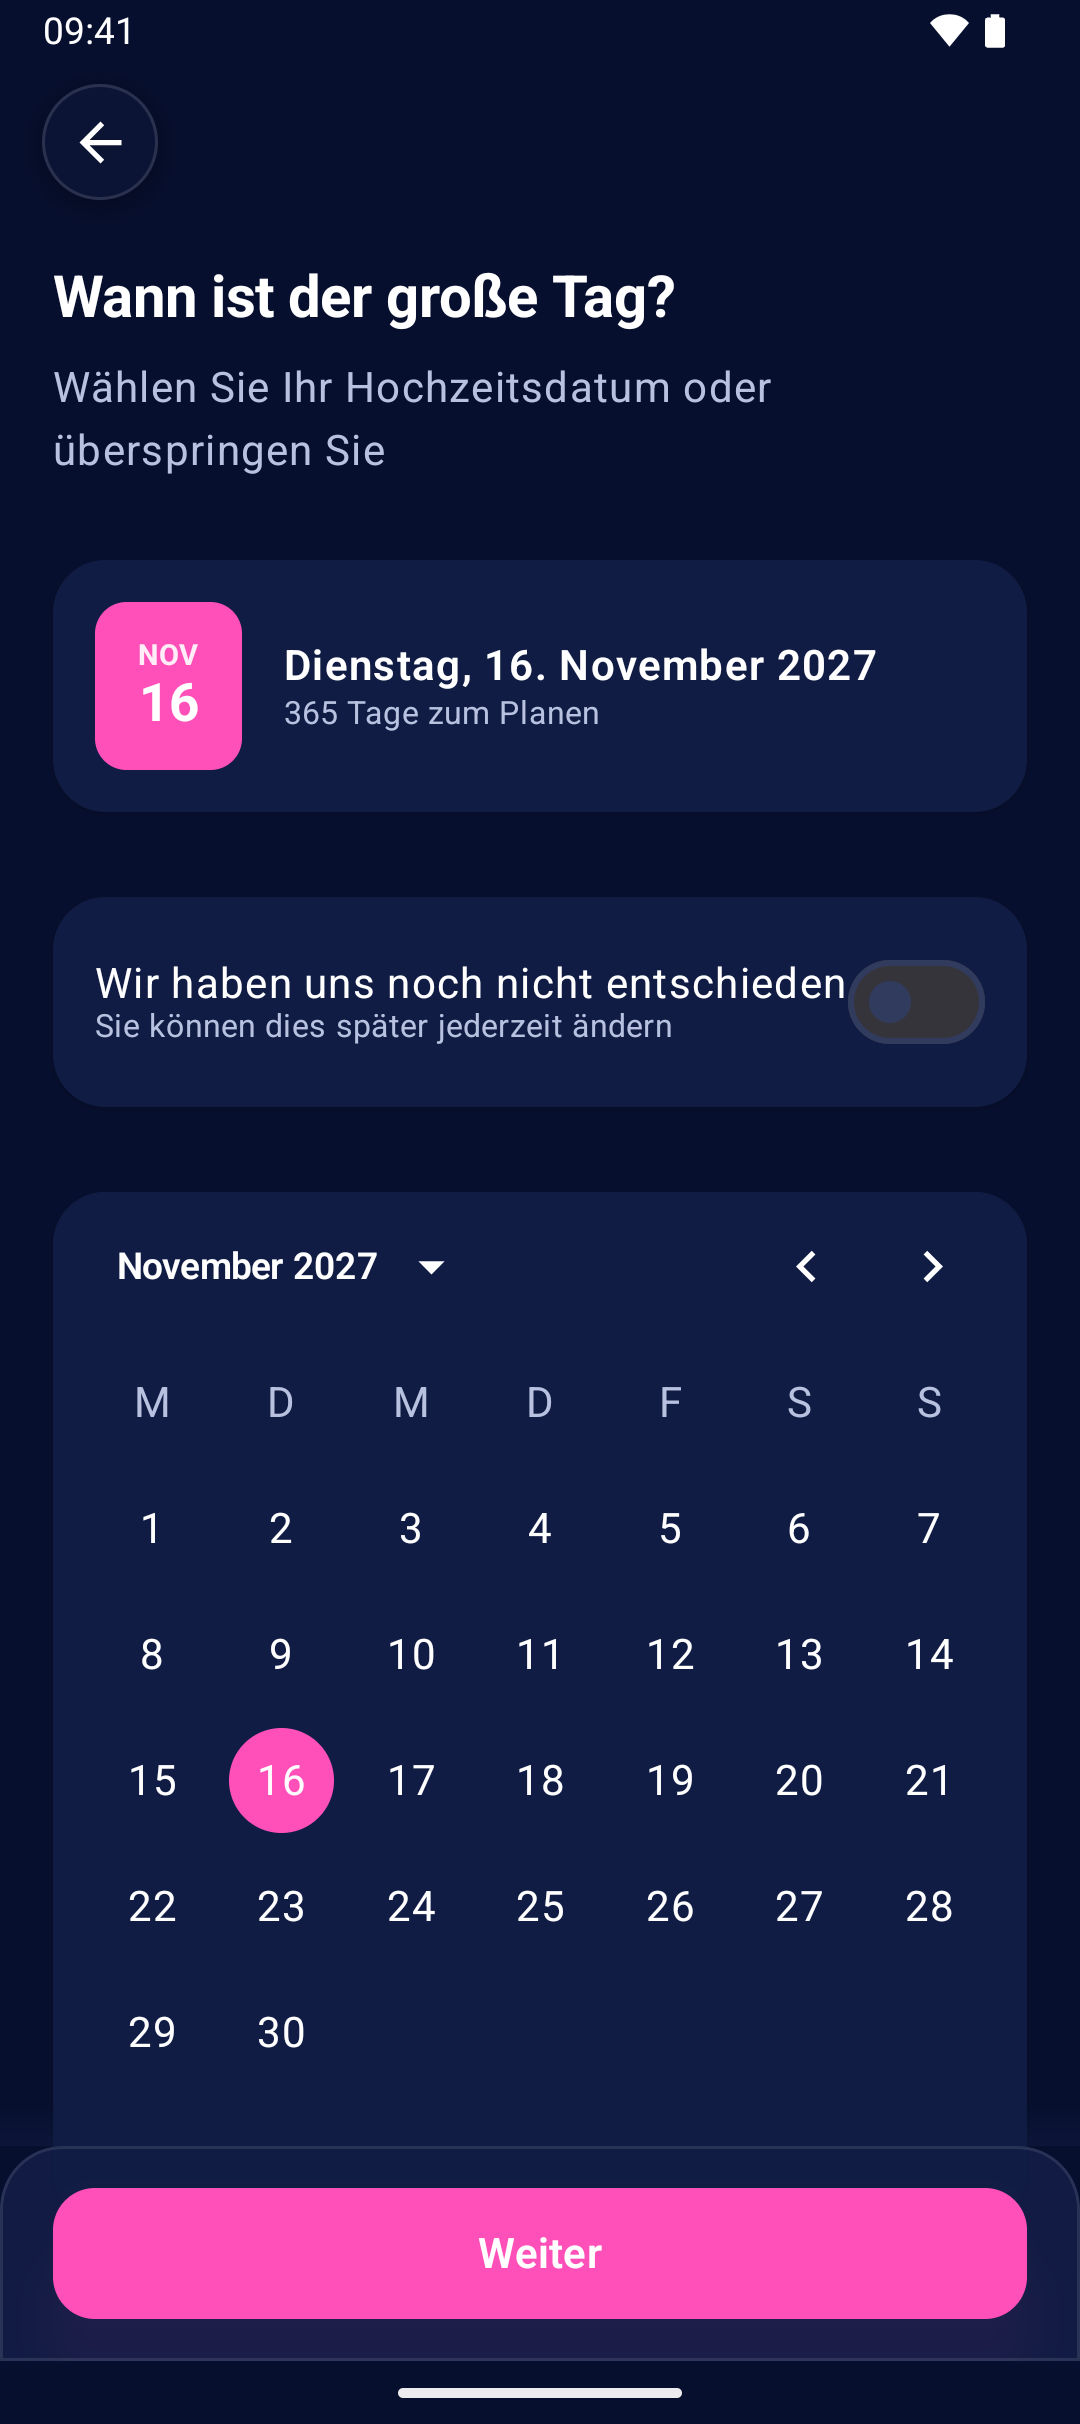 09:41
Wann ist der große Tag?
Wählen Sie Ihr Hochzeitsdatum oder
überspringen Sie
NOV
16
Dienstag, 16. November 2027
365 Tage zum Planen
Wir haben uns noch nicht entschieden
Sie können dies später jederzeit ändern
November 2027
M D M D F S S
1 2 3 4 5 6 7
8 9 10 11 12 13 14
15 16 17 18 19 20 21
22 23 24 25 26 27 28
29 30
Weiter